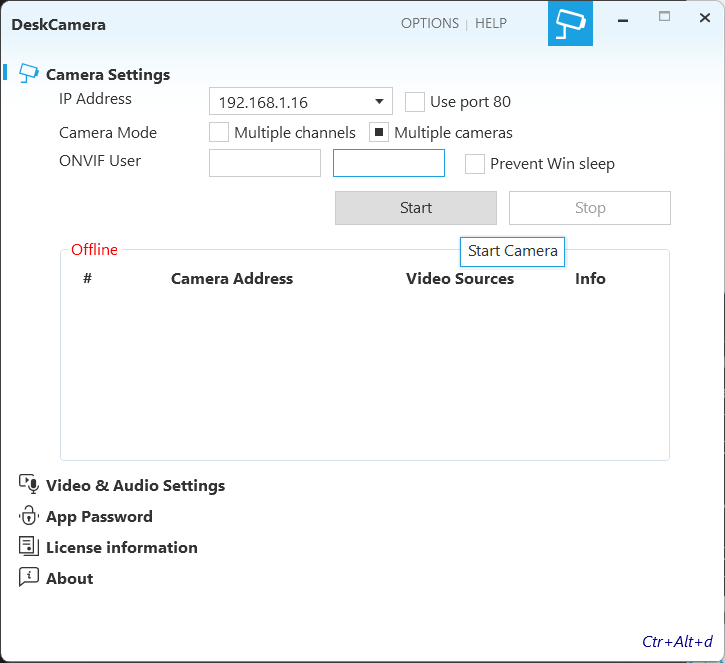 DeskCamera OPTIONS | HELP
Camera Settings
IP Address 192.168.1.16 Use port 80
Camera Mode Multiple channels Multiple cameras
ONVIF User Prevent Win sleep
Start Stop
Offline Start Camera
# Camera Address Video Sources Info
Video & Audio Settings
App Password
License information
About
Ctr+Alt+d